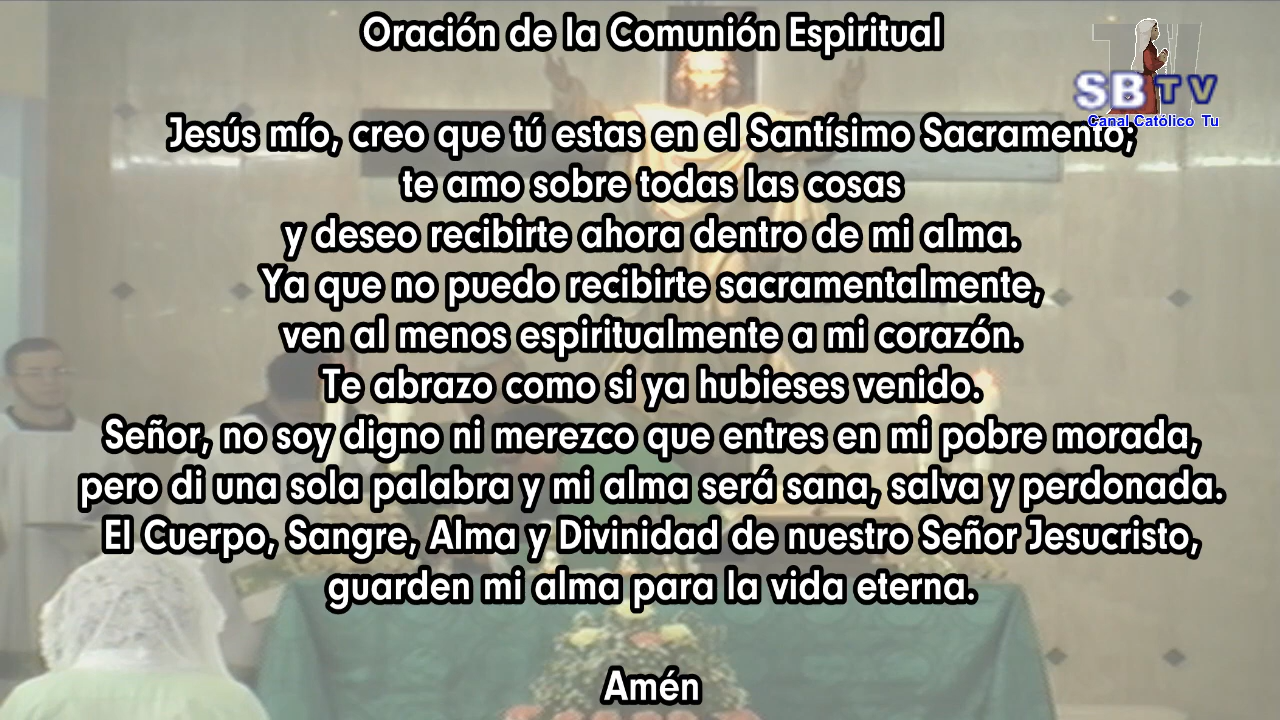 Oración de la Comunión Espiritual
SBTV
Canal Católico Tu
Jesús mío, creo que tú estas en el Santísimo Sacramento;
te amo sobre todas las cosas
y deseo recibirte ahora dentro de mi alma.
Ya que no puedo recibirte sacramentalmente,
ven al menos espiritualmente a mi corazón.
Te abrazo como si ya hubieses venido.
Señor, no soy digno ni merezco que entres en mi pobre morada,
pero di una sola palabra y mi alma será sana, salva y perdonada.
El Cuerpo, Sangre, Alma y Divinidad de nuestro Señor Jesucristo,
guarden mi alma para la vida eterna.
Amén